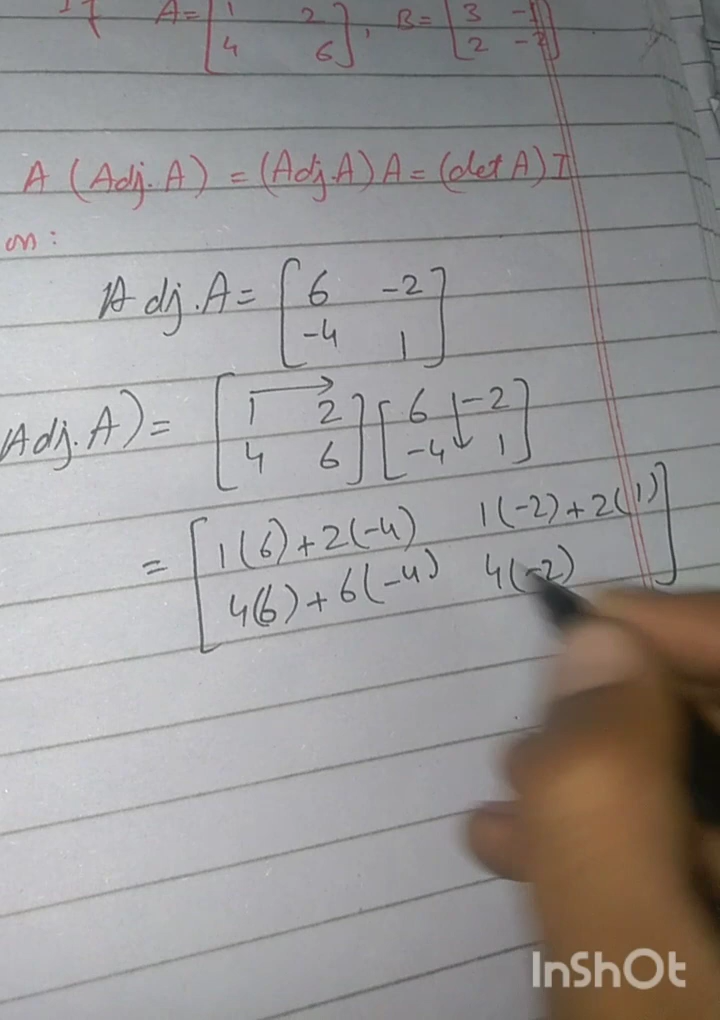 If A = [1 2
4 6], B = [3 -1
2 -2]
A (Adj. A) = (Adj. A) A = (det A) I
on:
Adj. A = [6 -2
-4 1]
Adj. A) = [1 2
4 6] [6 -2
-4 1]
= [1(6)+2(-4) 1(-2)+2(1)
4(6)+6(-4) 4(-2)]
InShOt